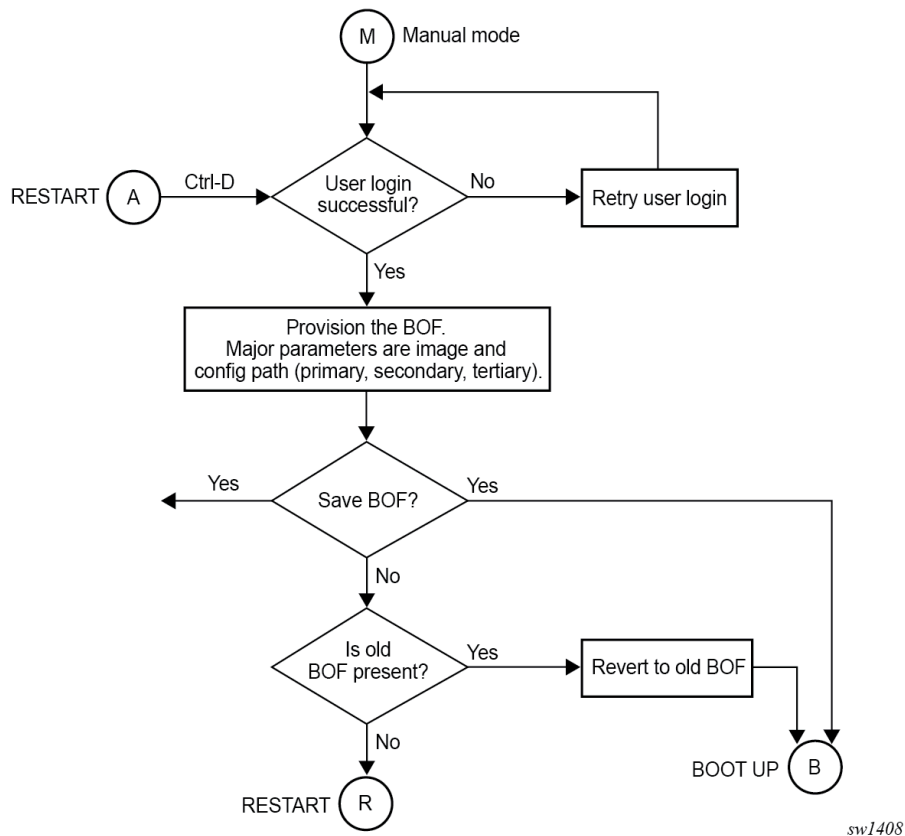 M
Manual mode
RESTART
A
Ctrl-D
User login
successful?
No
Retry user login
Yes
Provision the BOF.
Major parameters are image and
config path (primary, secondary, tertiary).
Yes
Save BOF?
Yes
No
Is old
BOF present?
Yes
Revert to old BOF
No
RESTART
R
BOOT UP
B
sw1408